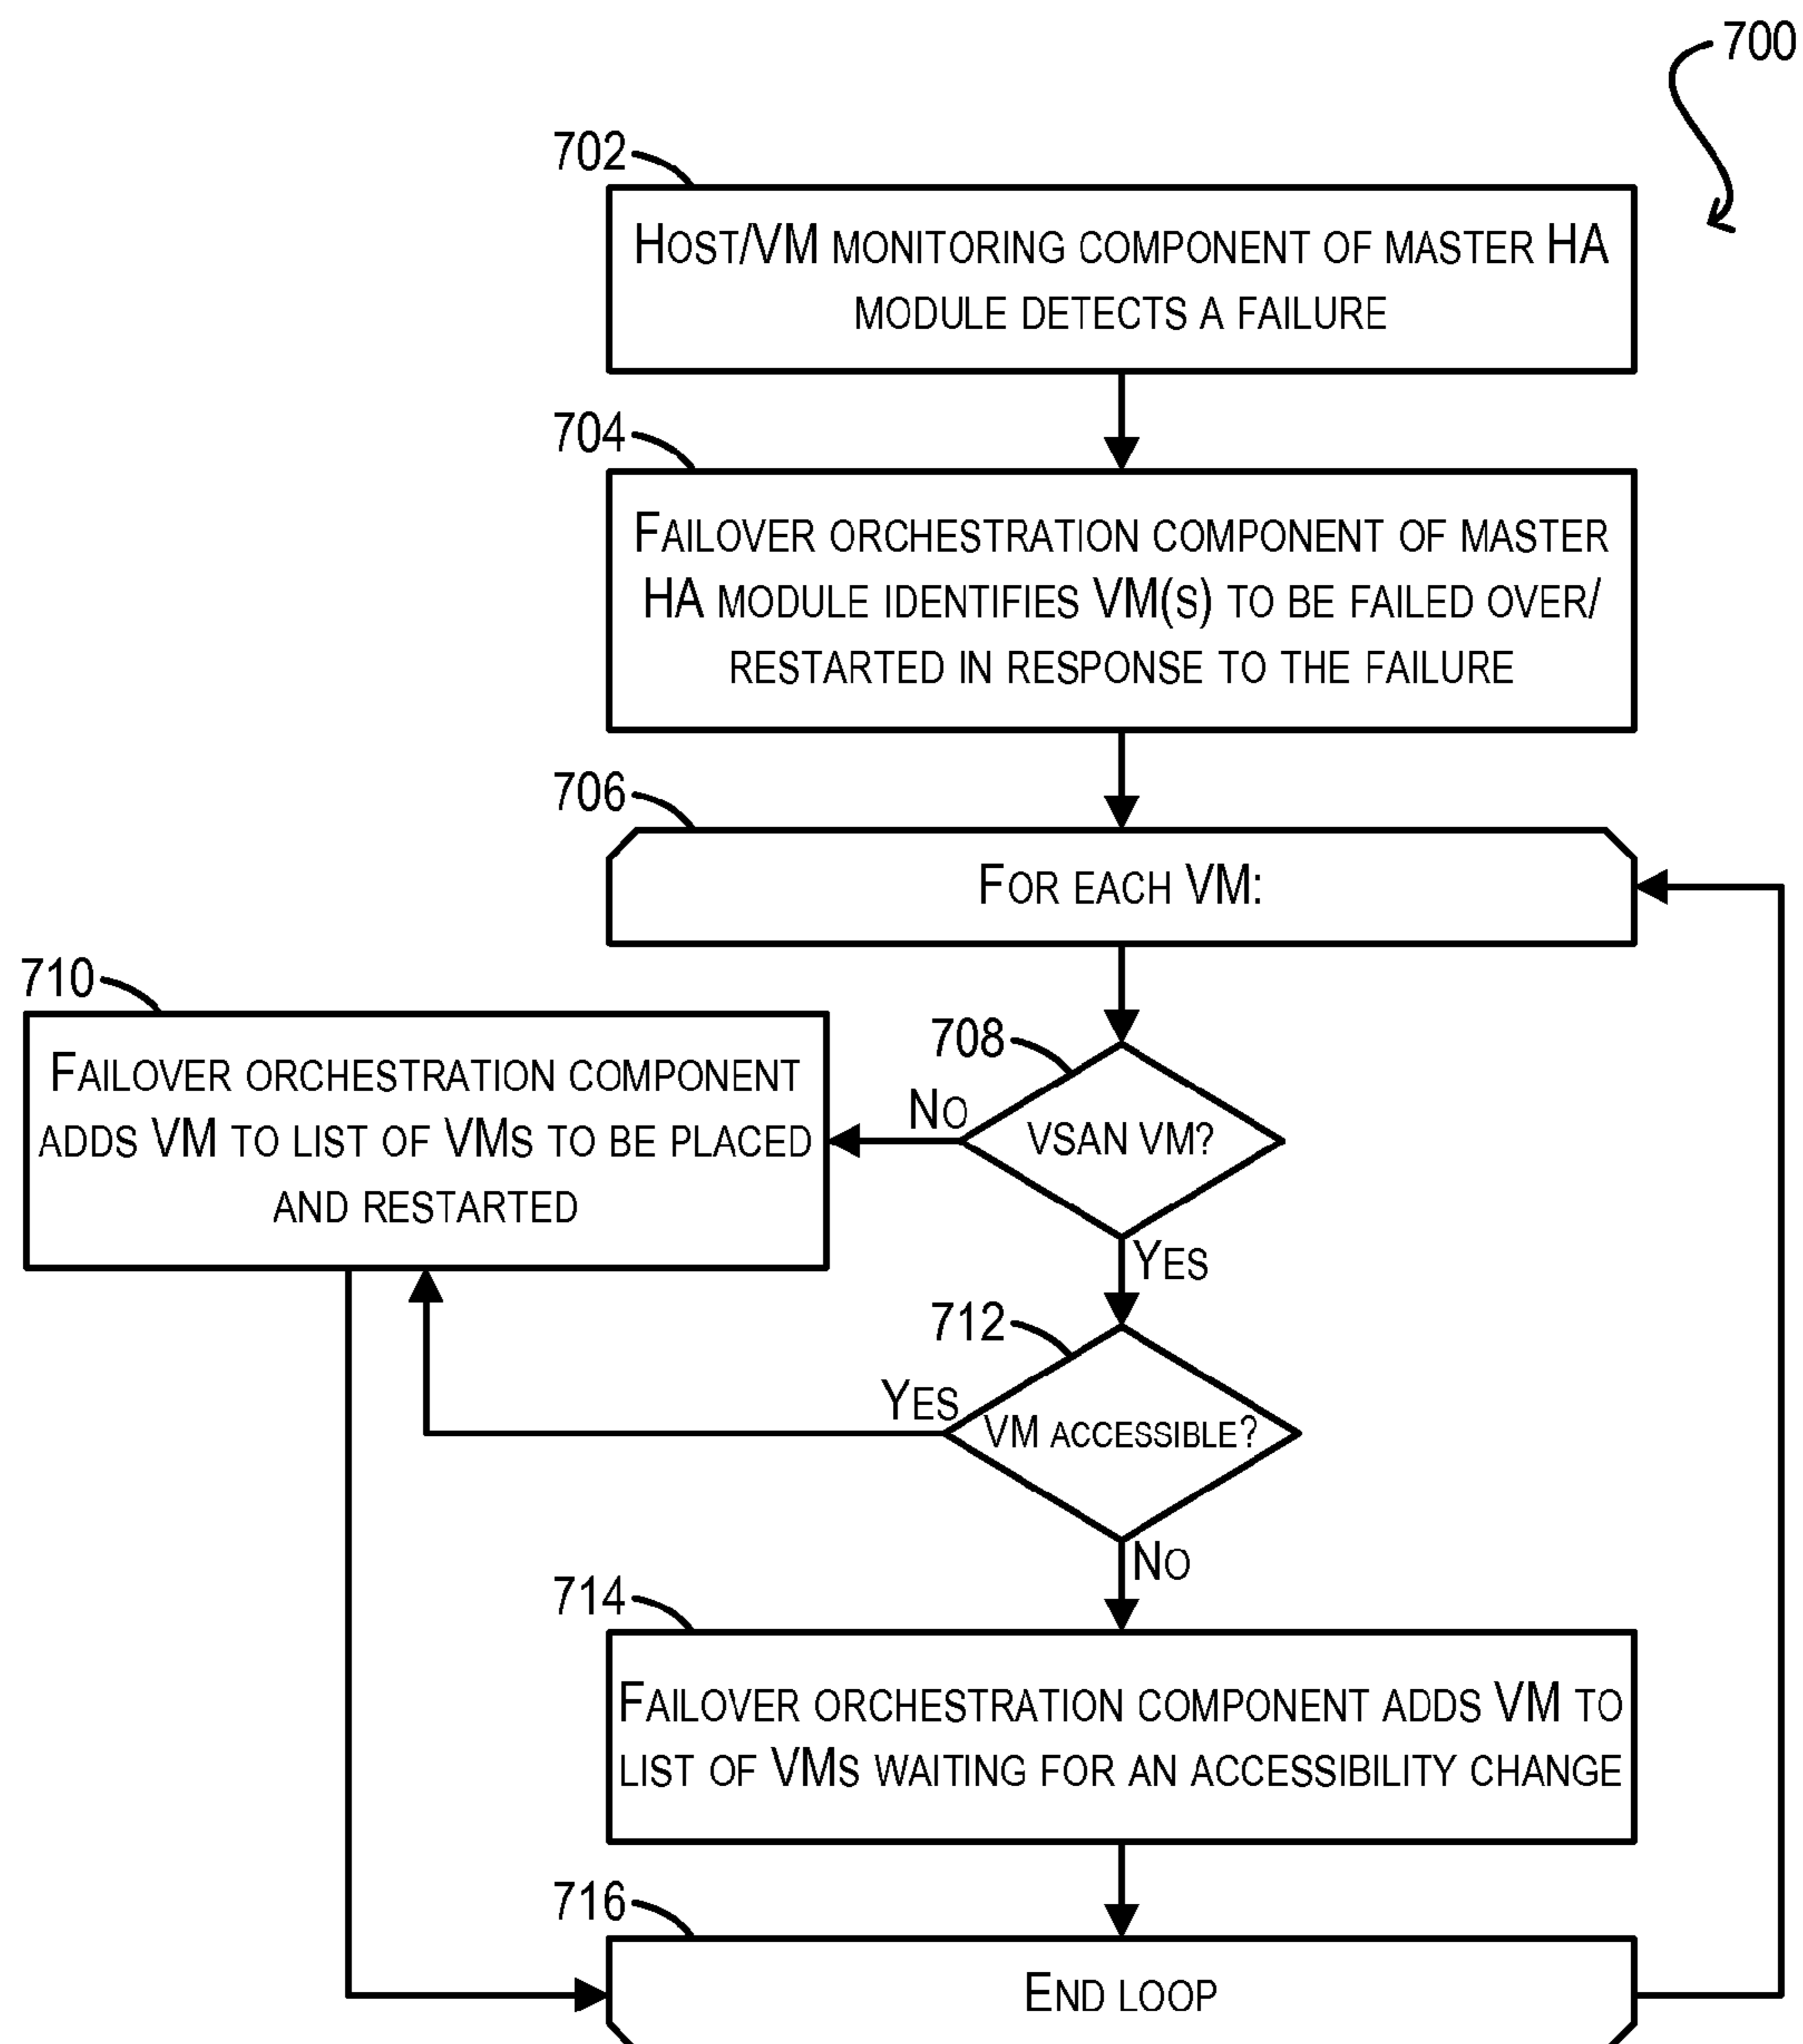 700
702
Host/VM monitoring component of master HA
module detects a failure
704
Failover orchestration component of master
HA module identifies VM(s) to be failed over/
restarted in response to the failure
706
For each VM:
710
Failover orchestration component
adds VM to list of VMs to be placed
and restarted
708
No
VSAN VM?
Yes
712
Yes
VM accessible?
No
714
Failover orchestration component adds VM to
list of VMs waiting for an accessibility change
716
End loop